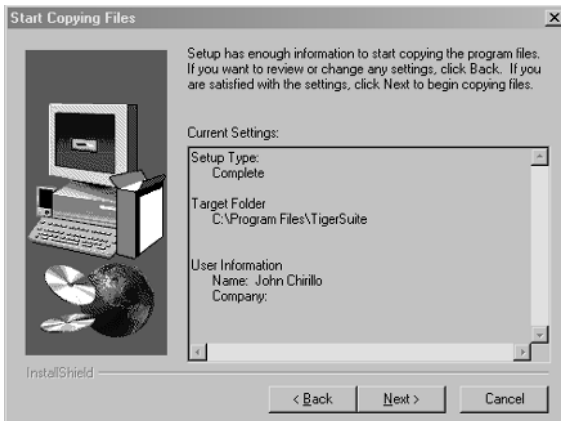 Start Copying Files
Setup has enough information to start copying the program files.
If you want to review or change any settings, click Back. If you
are satisfied with the settings, click Next to begin copying files.
Current Settings:
Setup Type:
Complete
Target Folder
C:\Program Files\TigerSuite
User Information
Name: John Chirillo
Company:
InstallShield
< Back
Next >
Cancel